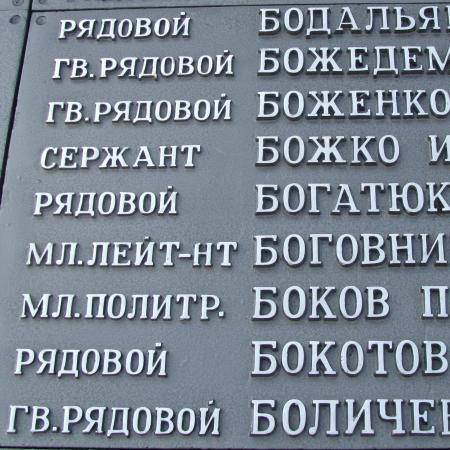 РЯДОВОЙ БОДАЛЬЯ
ГВ.РЯДОВОЙ БОЖЕДЕМ
ГВ.РЯДОВОЙ БОЖЕНКО
СЕРЖАНТ БОЖКО И
РЯДОВОЙ БОГАТЮК
МЛ.ЛЕЙТ-НТ БОГОВНИ
МЛ.ПОЛИТР. БОКОВ П
РЯДОВОЙ БОКОТОВ
ГВ.РЯДОВОЙ БОЛИЧЕВ